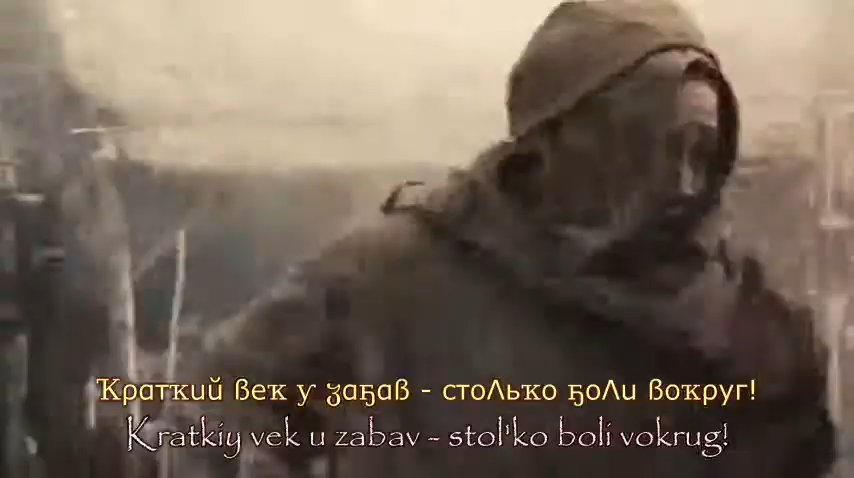 Краткий век у забав - столько боли вокруг!
Kratkiy vek u zabav - stol'ko boli vokrug!